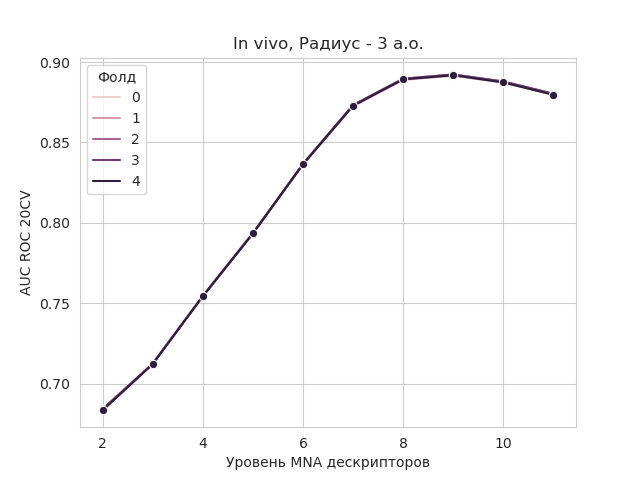 In vivo, Радиус - 3 а.о.
AUC ROC 20CV
0.90
0.85
0.80
0.75
0.70
Фолд
0
1
2
3
4
2 4 6 8 10
Уровень MNA дескрипторов